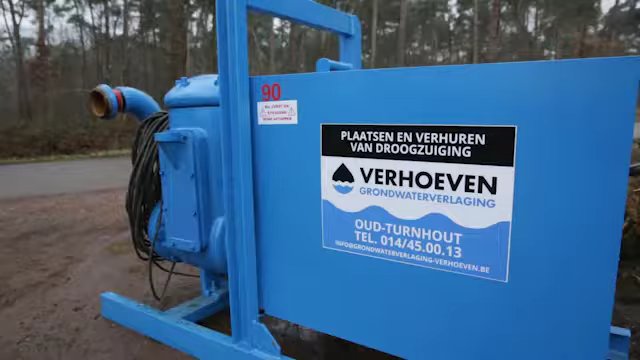 90
PLAATSEN EN VERHUREN
VAN DROOGZUIGING
VERHOEVEN
GRONDWATERVERLAGING
OUD-TURNHOUT
TEL. 014/45.00.13
INFO@GRONDWATERVERLAGING-VERHOEVEN.BE